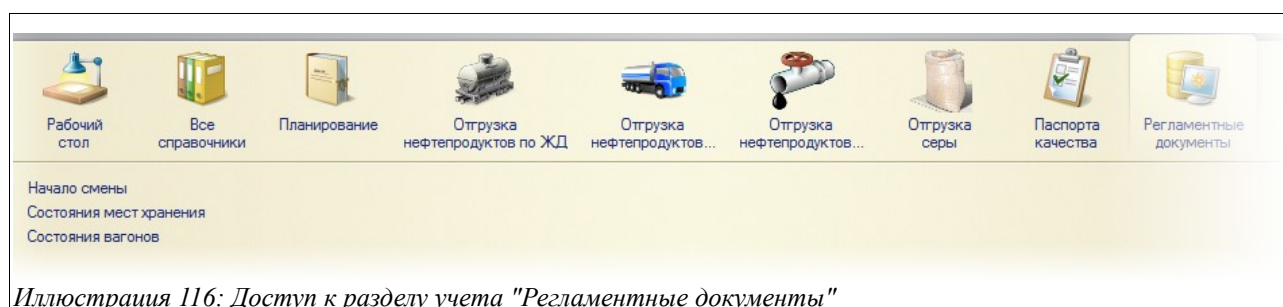 Рабочий стол
Все справочники
Планирование
Отгрузка нефтепродуктов по ЖД
Отгрузка нефтепродуктов...
Отгрузка нефтепродуктов...
Отгрузка серы
Паспорта качества
Регламентные документы
Начало смены
Состояния мест хранения
Состояния вагонов
Иллюстрация 116: Доступ к разделу учета "Регламентные документы"